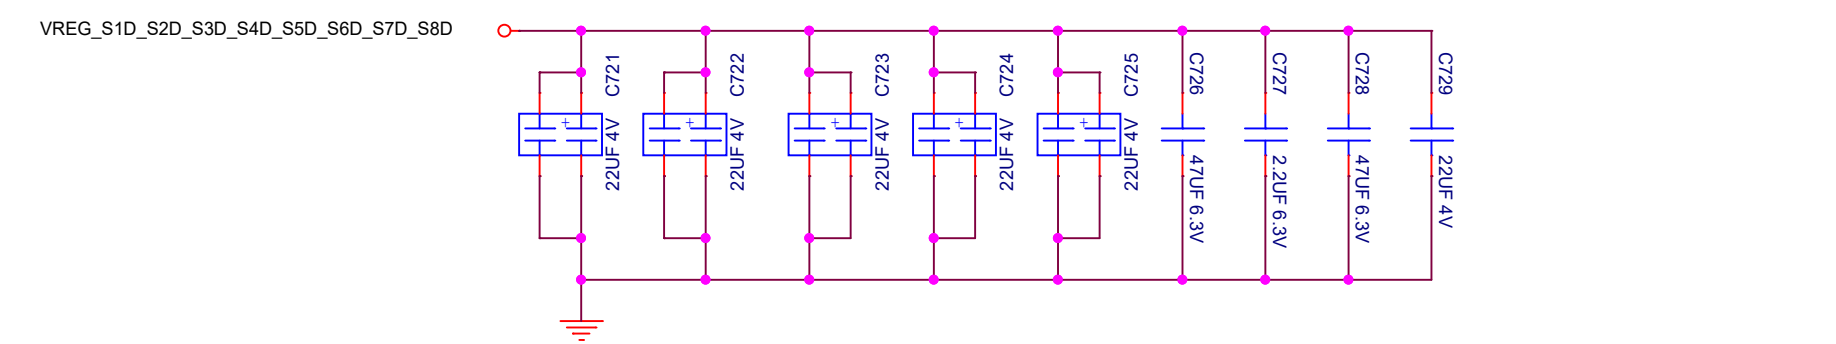 VREG_S1D_S2D_S3D_S4D_S5D_S6D_S7D_S8D
C721
22UF 4V
+
C722
22UF 4V
+
C723
22UF 4V
+
C724
22UF 4V
+
C725
22UF 4V
+
C726
47UF 6.3V
C727
2.2UF 6.3V
C728
47UF 6.3V
C729
22UF 4V